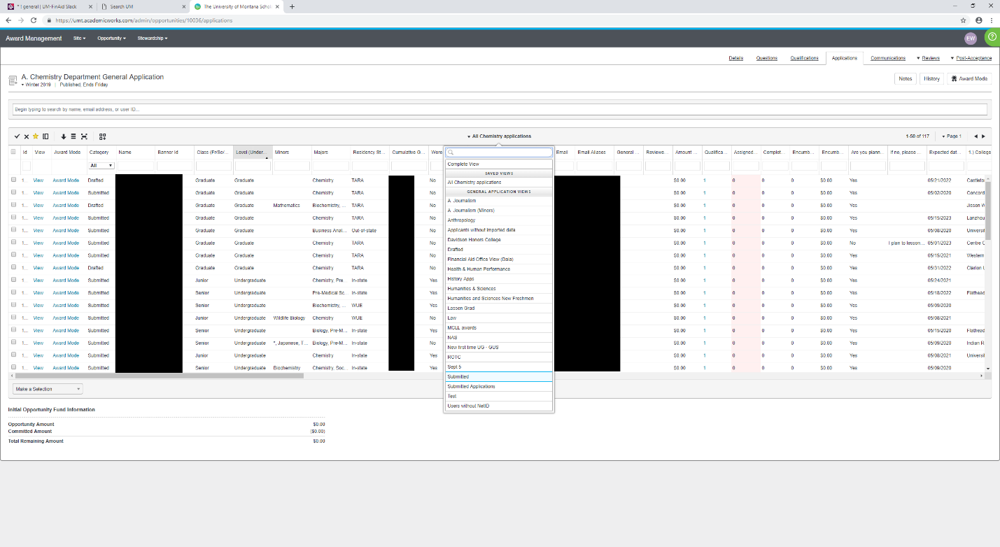 * ! general | UM-FinAid Slack Search UM The University of Montana Schol
https://umt.academicworks.com/admin/opportunities/10036/applications
Award Management Site Opportunity Stewardship EW ?
Details Questions Qualifications Applications Communications Reviews Post-Acceptance
A. Chemistry Department General Application
Winter 2019 | Published, Ends Friday
Notes History Award Mode
Begin typing to search by name, email address, or user ID...
All Chemistry applications 1-50 of 117 Page 1
Id View Award Mode Category Name Banner Id Class (Fr/So/... Level (Under... Minors Majors Residency St... Cumulative G... Were Email Email Aliases General ... Reviewe... Amount ... Qualifica... Assigned... Complet... Encumb... Encumb... Are you plann... If no, please ... Expected dat... 1.) College
All
1... View Award Mode Drafted Graduate Graduate Chemistry TARA No $0.00 1 0 0 0 $0.00 Yes 05/21/2022 Castleto
1... View Award Mode Submitted Graduate Graduate Chemistry TARA No $0.00 1 0 0 0 $0.00 Yes 05/02/2020 Concord
1... View Award Mode Drafted Graduate Graduate Mathematics Biochemistry, ... TARA No $0.00 1 0 0 0 $0.00 Yes Jissen W
1... View Award Mode Submitted Graduate Graduate Chemistry TARA No $0.00 1 0 0 0 $0.00 Yes 05/15/2023 Lanzhou
1... View Award Mode Submitted Graduate Graduate Business Anal... Out-of-state No $0.00 1 0 0 0 $0.00 Yes 05/08/2020 Universit
1... View Award Mode Submitted Graduate Graduate Chemistry TARA No $0.00 1 0 0 0 $0.00 No I plan to lesson... 05/01/2023 Centre C
1... View Award Mode Submitted Graduate Graduate Chemistry TARA No $0.00 1 0 0 0 $0.00 Yes 05/15/2021 Western
1... View Award Mode Drafted Graduate Graduate Chemistry TARA No $0.00 1 0 0 0 $0.00 Yes 05/31/2022 Clarion U
1... View Award Mode Submitted Junior Undergraduate Chemistry, Pre... In-state Yes $0.00 1 0 0 0 $0.00 Yes 05/24/2021
1... View Award Mode Submitted Senior Undergraduate Pre-Medical Sc... In-state Yes $0.00 1 0 0 0 $0.00 Yes 05/18/2022 Flathead
1... View Award Mode Submitted Senior Undergraduate Biochemistry, ... WUE Yes $0.00 1 0 0 0 $0.00 Yes 05/09/2020
1... View Award Mode Submitted Junior Undergraduate Wildlife Biology Chemistry WUE No $0.00 1 0 0 0 $0.00 Yes 05/08/2021
1... View Award Mode Submitted Senior Undergraduate Biology, Pre-M... In-state Yes $0.00 1 0 0 0 $0.00 Yes 05/15/2020 Flathead
1... View Award Mode Submitted Senior Undergraduate *, Japanese, T... Biology, Pre-M... In-state No $0.00 1 0 0 0 $0.00 Yes 05/09/2020 Indian R
1... View Award Mode Submitted Junior Undergraduate Chemistry In-state Yes $0.00 1 0 0 0 $0.00 Yes 05/08/2021 Universit
1... View Award Mode Submitted Senior Undergraduate Biochemistry Chemistry, Soc... In-state Yes $0.00 1 0 0 0 $0.00 Yes 05/09/2020
Complete View
SAVED VIEWS
All Chemistry applications
GENERAL APPLICATION VIEWS
A. Journalism
A. Journalism (Minors)
Anthropology
Applicants without imported data
Davidson Honors College
Drafted
Financial Aid Office View (Dala)
Health & Human Performance
History Apps
Humanities & Sciences
Humanities and Sciences New Freshmen
Lassen Grad
Law
MCLL awards
NAS
New first time UG - GUS
ROTC
Sept 5
Submitted
Submitted Applications
Test
Users without NetID
Make a Selection
Initial Opportunity Fund Information
Opportunity Amount $0.00
Committed Amount ($0.00)
Total Remaining Amount $0.00